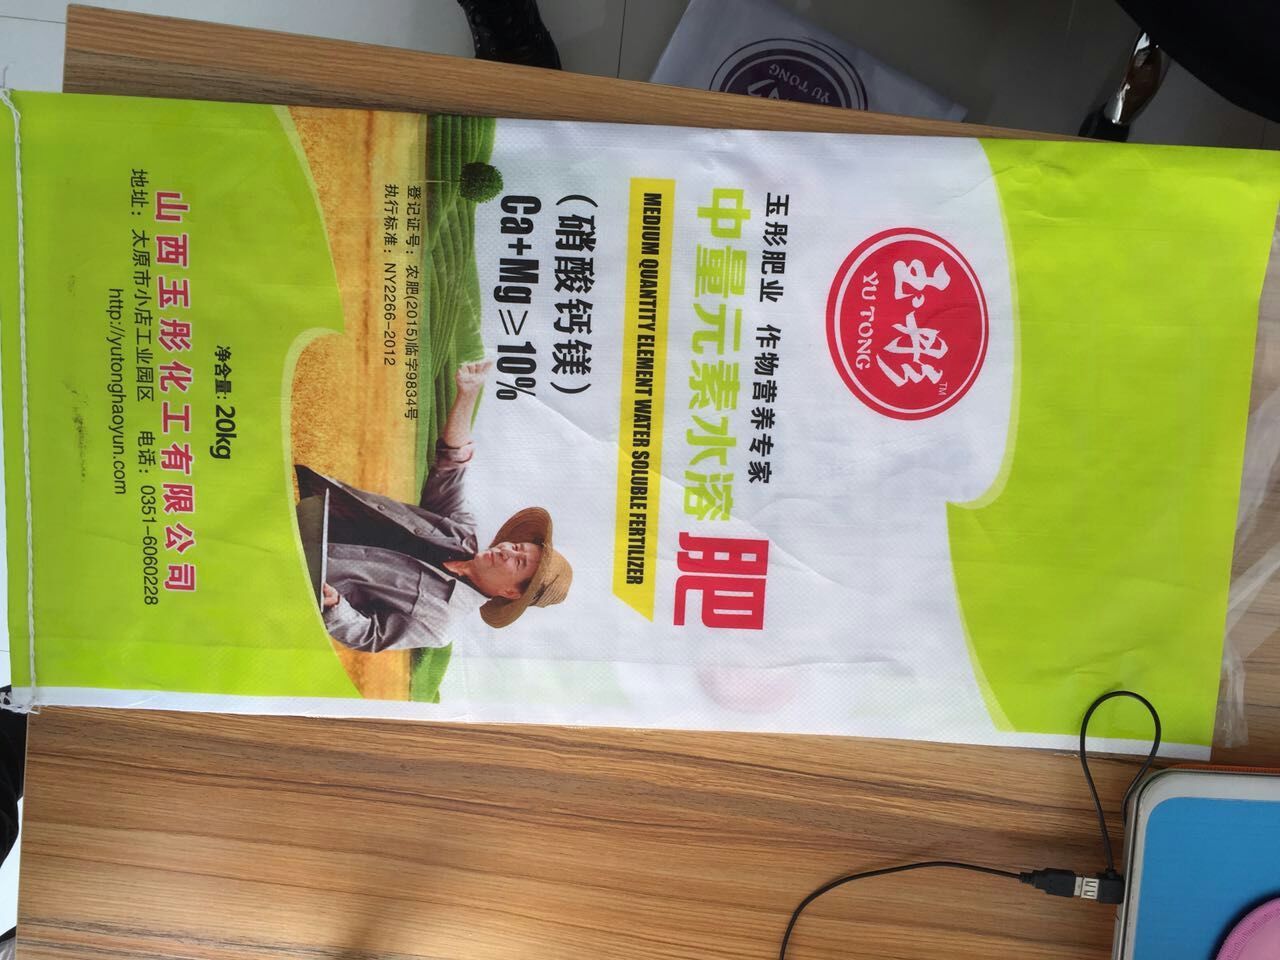 玉彤
YU TONG
TM
玉彤肥业 作物营养专家
中量元素水溶肥
MEDIUM QUANTITY ELEMENT WATER SOLUBLE FERTILIZER
（硝酸钙镁）
Ca+Mg≥10%
登记证号：农肥(2015)临字9834号
执行标准：NY2266-2012
净含量: 20kg
山西玉彤化工有限公司
地址：太原市小店工业园区 电话：0351-6060228
http://yutonghaoyun.com
YU TONG